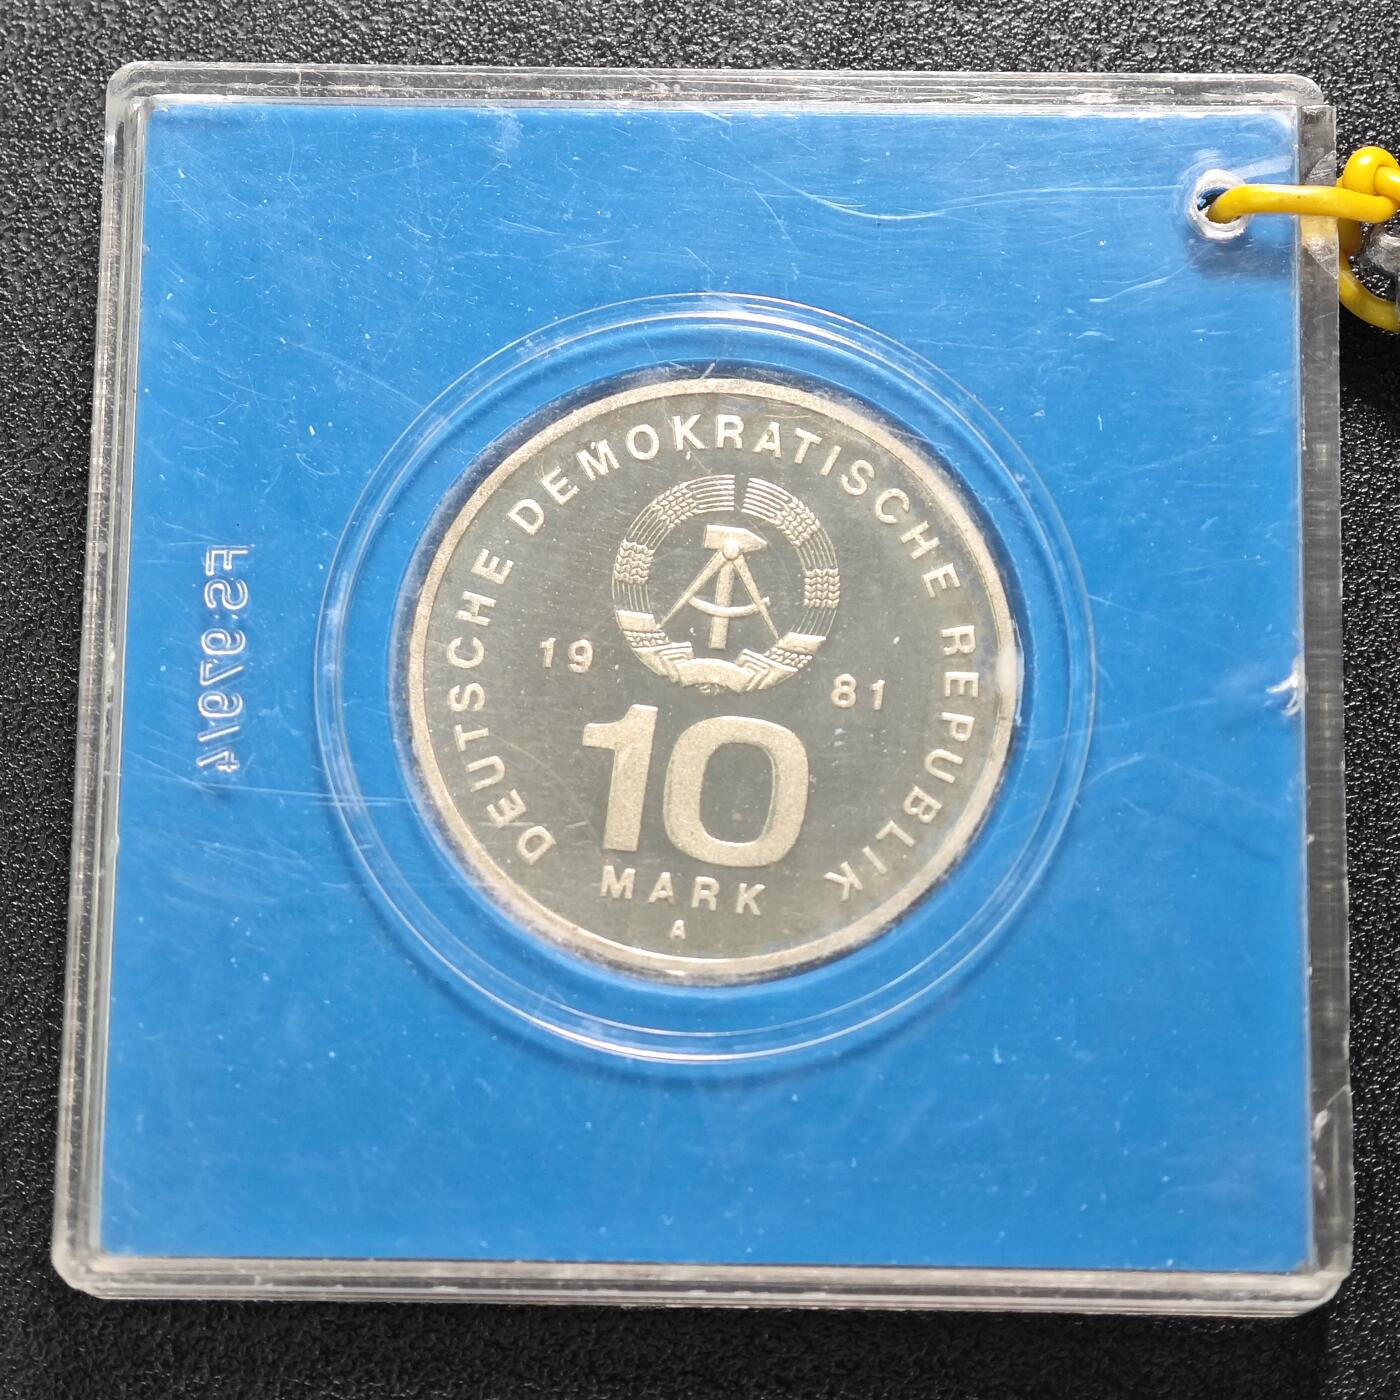 DEUTSCHE DEMOKRATISCHE REPUBLIK
19 81
10
MARK
A